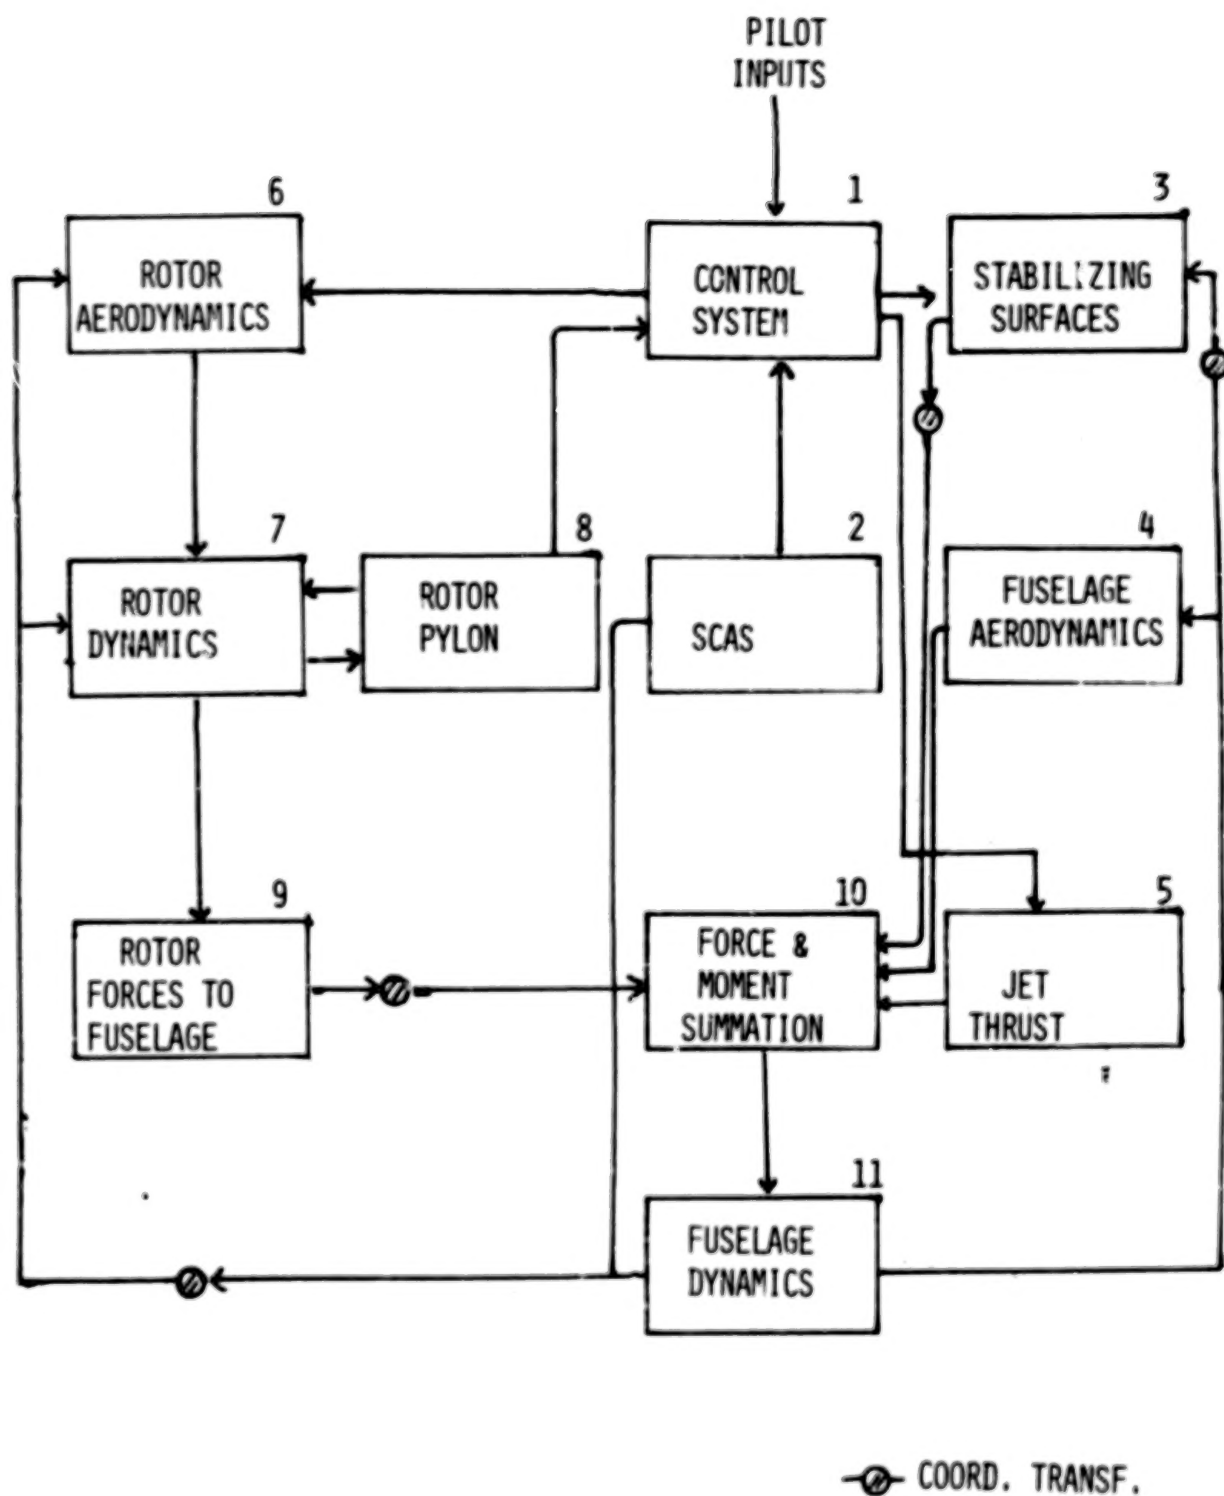 PILOT
INPUTS
6
ROTOR
AERODYNAMICS
1
CONTROL
SYSTEM
3
STABILIZING
SURFACES
7
ROTOR
DYNAMICS
8
ROTOR
PYLON
2
SCAS
4
FUSELAGE
AERODYNAMICS
9
ROTOR
FORCES TO
FUSELAGE
10
FORCE &
MOMENT
SUMMATION
5
JET
THRUST
11
FUSELAGE
DYNAMICS
COORD. TRANSF.